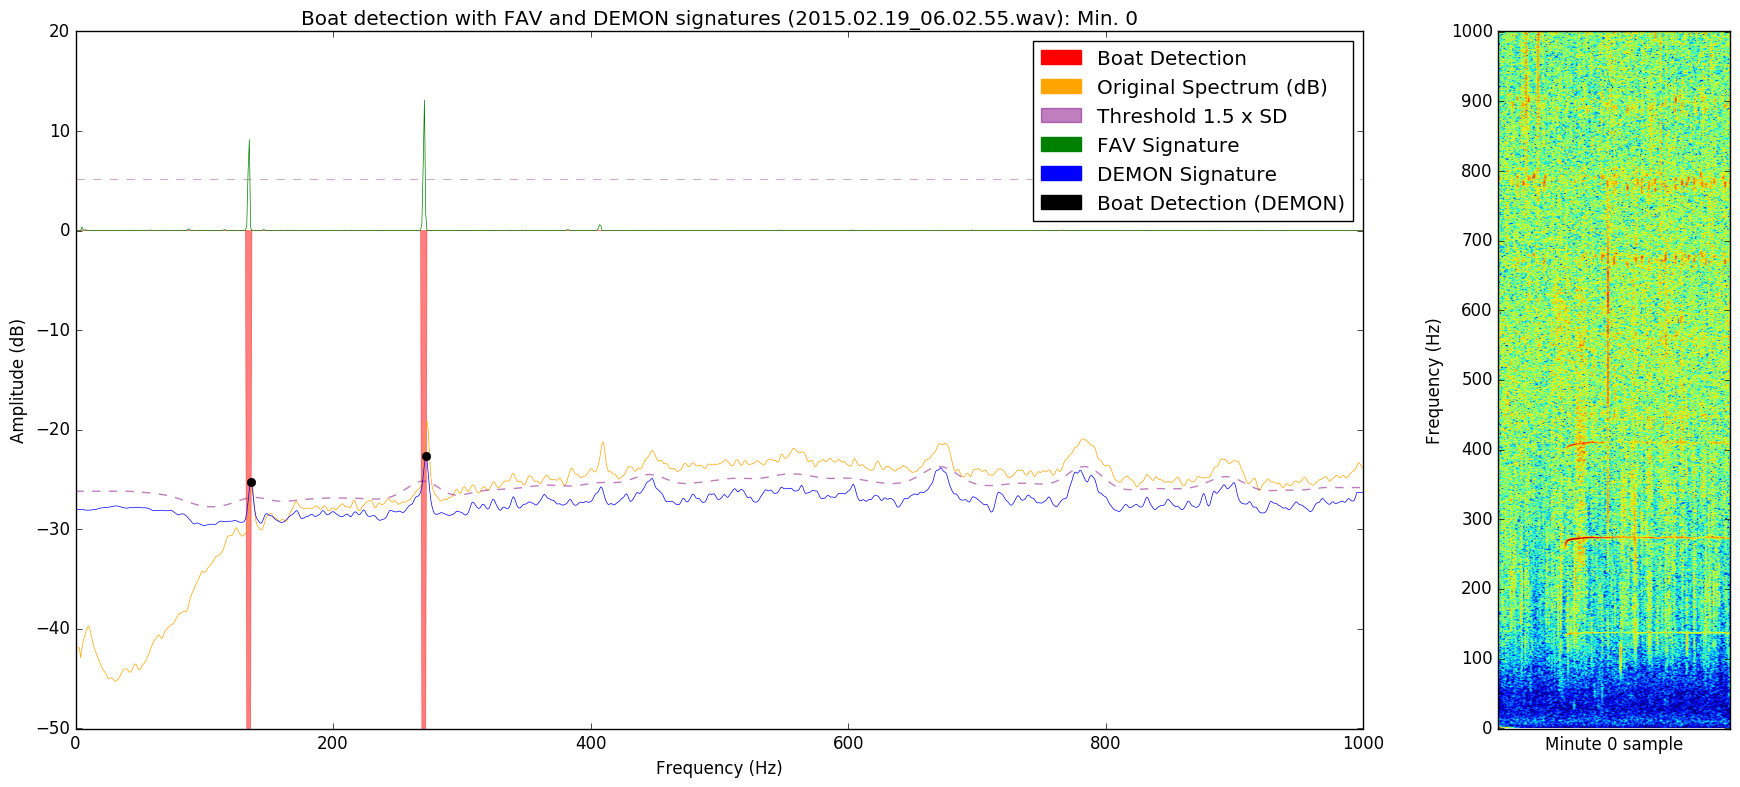 Boat detection with FAV and DEMON signatures (2015.02.19_06.02.55.wav): Min. 0
20
10
0
−10
−20
−30
−40
−50
Amplitude (dB)
Boat Detection
Original Spectrum (dB)
Threshold 1.5 x SD
FAV Signature
DEMON Signature
Boat Detection (DEMON)
0
200
400
600
800
1000
Frequency (Hz)
1000
900
800
700
600
500
400
300
200
100
0
Frequency (Hz)
Minute 0 sample